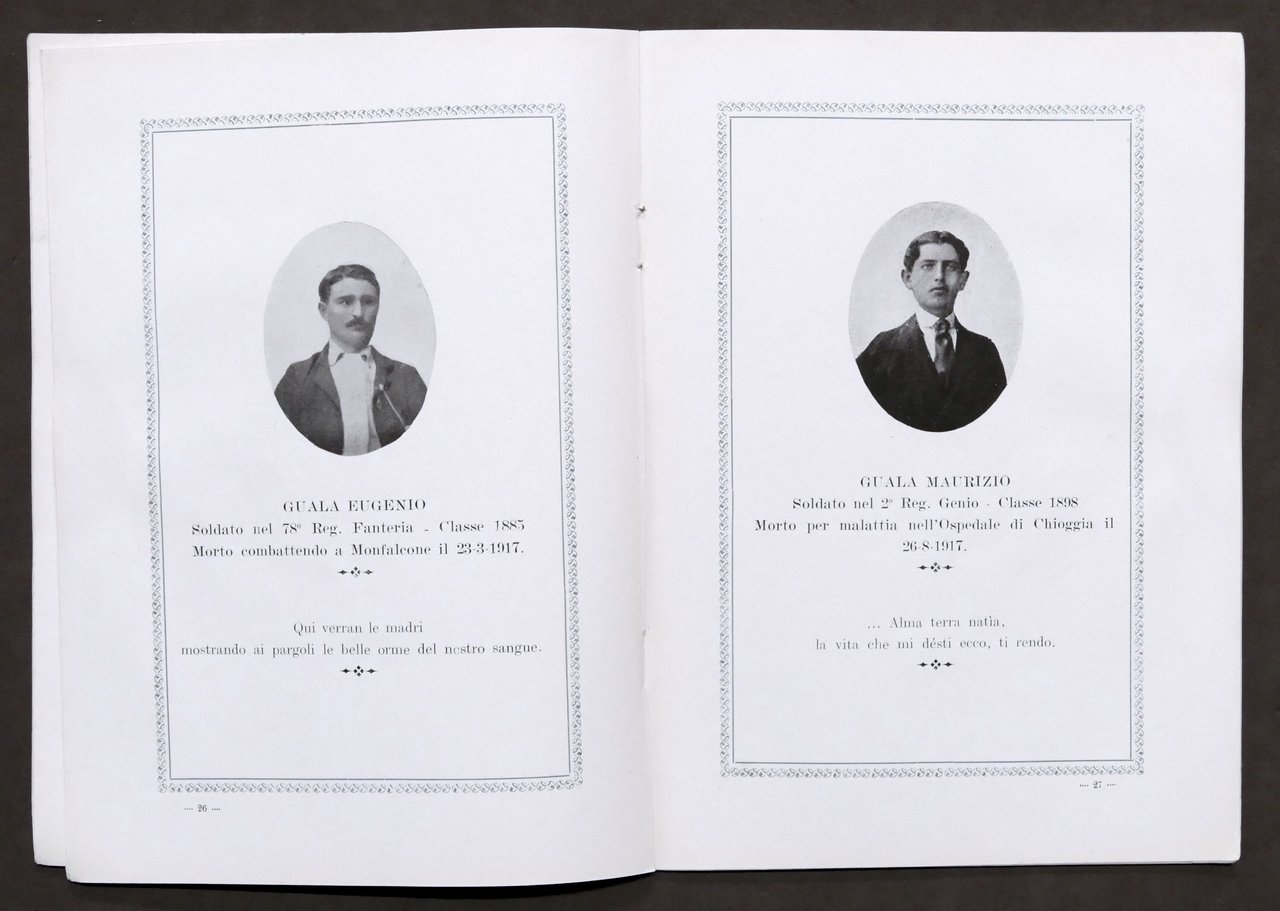 GUALA EUGENIO
Soldato nel 78º Reg. Fanteria - Classe 1885
Morto combattendo a Monfalcone il 23-3-1917.
Qui verran le madri
mostrando ai pargoli le belle orme del nostro sangue.
— 26 —
GUALA MAURIZIO
Soldato nel 2º Reg. Genio - Classe 1898
Morto per malattia nell'Ospedale di Chioggia il
26-8-1917.
... Alma terra natìa,
la vita che mi désti ecco, ti rendo.
— 27 —